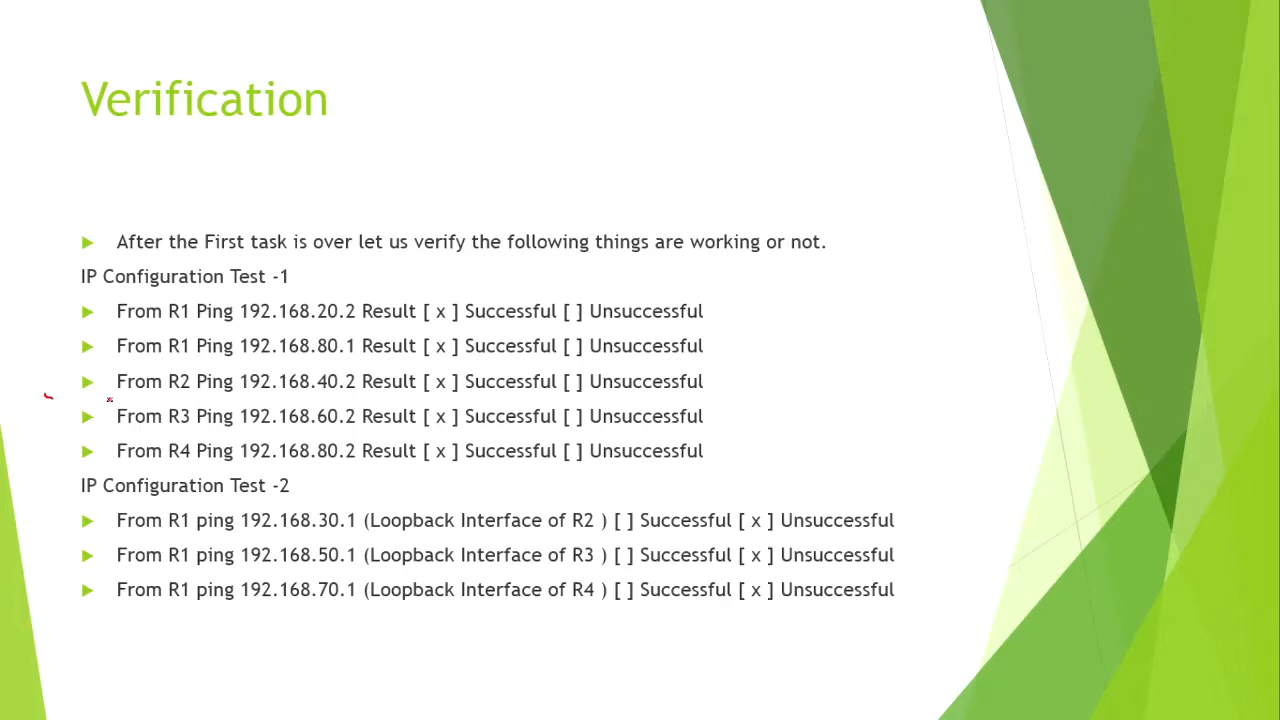 Verification
After the First task is over let us verify the following things are working or not.
IP Configuration Test -1
From R1 Ping 192.168.20.2 Result [ x ] Successful [ ] Unsuccessful
From R1 Ping 192.168.80.1 Result [ x ] Successful [ ] Unsuccessful
From R2 Ping 192.168.40.2 Result [ x ] Successful [ ] Unsuccessful
From R3 Ping 192.168.60.2 Result [ x ] Successful [ ] Unsuccessful
From R4 Ping 192.168.80.2 Result [ x ] Successful [ ] Unsuccessful
IP Configuration Test -2
From R1 ping 192.168.30.1 (Loopback Interface of R2 ) [ ] Successful [ x ] Unsuccessful
From R1 ping 192.168.50.1 (Loopback Interface of R3 ) [ ] Successful [ x ] Unsuccessful
From R1 ping 192.168.70.1 (Loopback Interface of R4 ) [ ] Successful [ x ] Unsuccessful